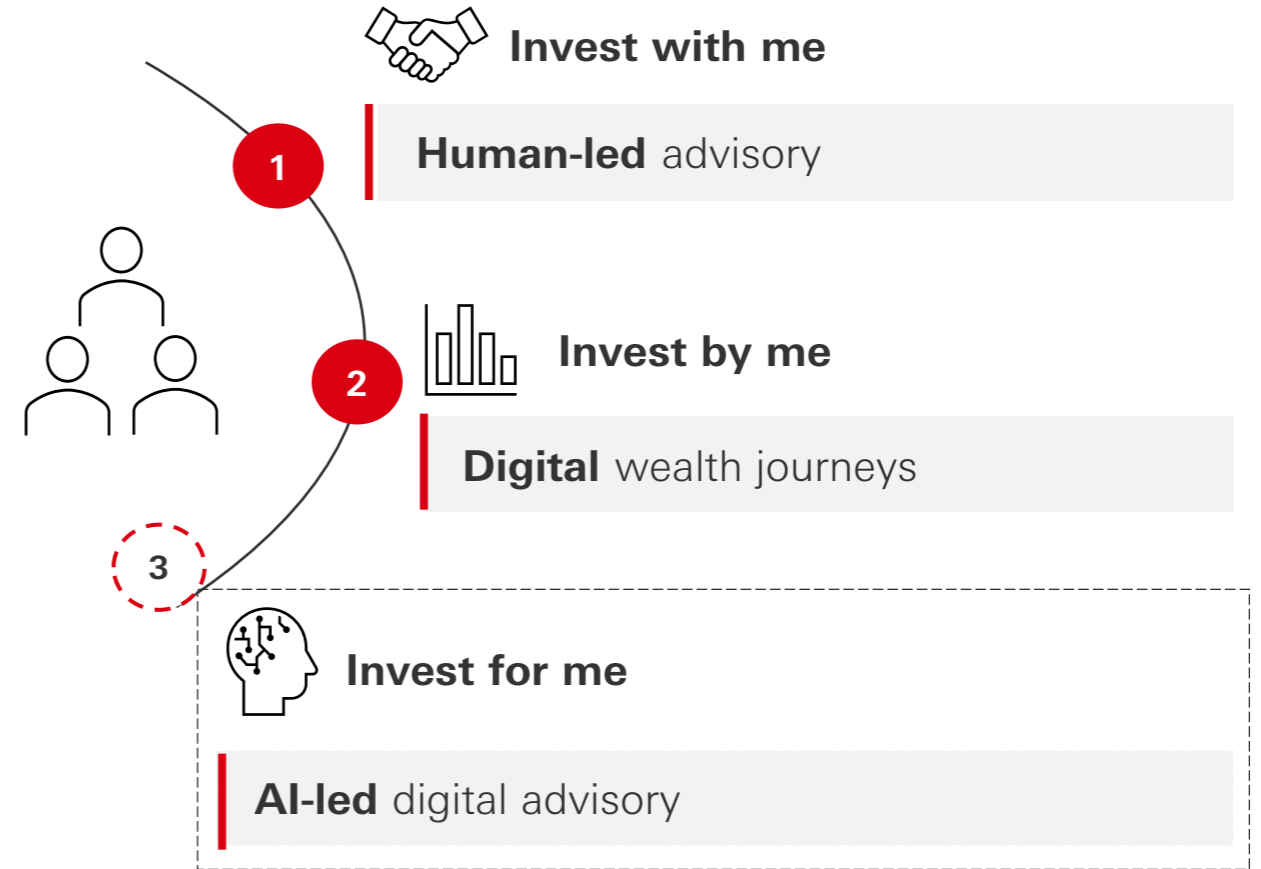 Invest with me
1
Human-led advisory
Invest by me
2
Digital wealth journeys
3
Invest for me
AI-led digital advisory